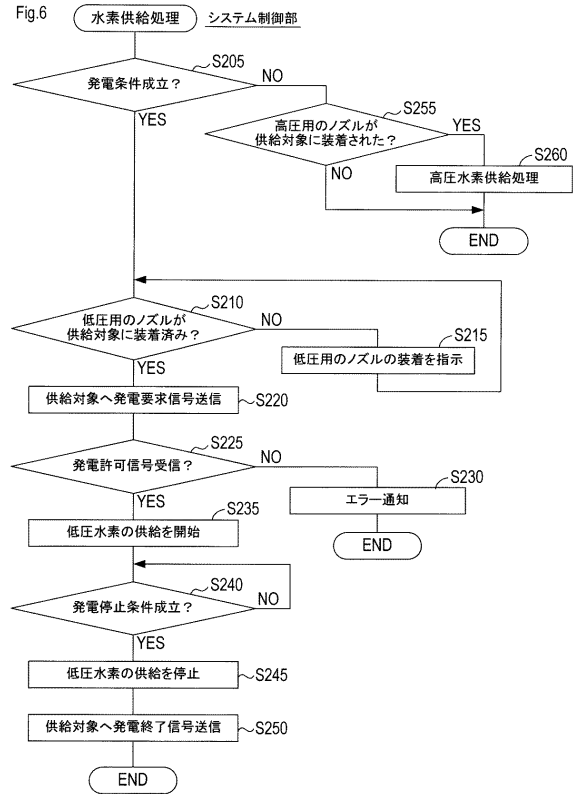 Fig.6
水素供給処理
システム制御部
S205
発電条件成立？
NO
YES
S255
高圧用のノズルが
供給対象に装着された？
YES
NO
S260
高圧水素供給処理
END
S210
低圧用のノズルが
供給対象に装着済み？
NO
YES
S215
低圧用のノズルの装着を指示
供給対象へ発電要求信号送信
S220
S225
発電許可信号受信？
NO
YES
S230
エラー通知
END
S235
低圧水素の供給を開始
S240
発電停止条件成立？
NO
YES
低圧水素の供給を停止
S245
供給対象へ発電終了信号送信
S250
END